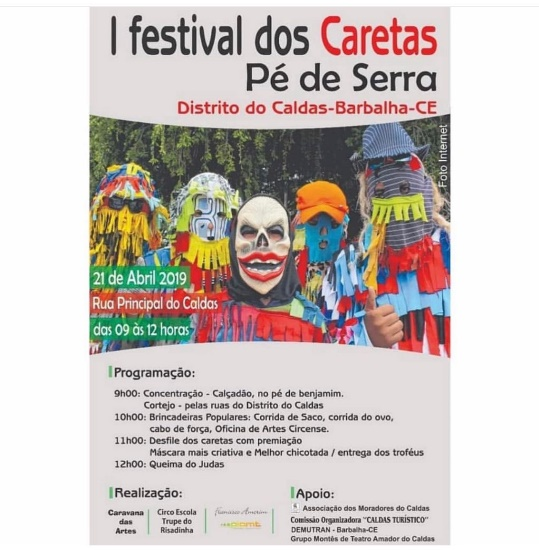 I festival dos Caretas
Pé de Serra
Distrito do Caldas-Barbalha-CE
Foto Internet
21 de Abril 2019
Rua Principal do Caldas
das 09 às 12 horas
Programação:
9h00: Concentração - Calçadão, no pé de benjamim.
Cortejo - pelas ruas do Distrito do Caldas
10h00: Brincadeiras Populares: Corrida de Saco, corrida do ovo,
cabo de força, Oficina de Artes Circense.
11h00: Desfile dos caretas com premiação
Máscara mais criativa e Melhor chicotada / entrega dos troféus
12h00: Queima do Judas
Realização:
Caravana
das
Artes
Circo Escola
Trupe do
Risadinha
Francisco Amorim
Apoio:
Associação dos Moradores do Caldas
Comissão Organizadora "CALDAS TURÍSTICO"
DEMUTRAN - Barbalha-CE
Grupo Montês de Teatro Amador do Caldas